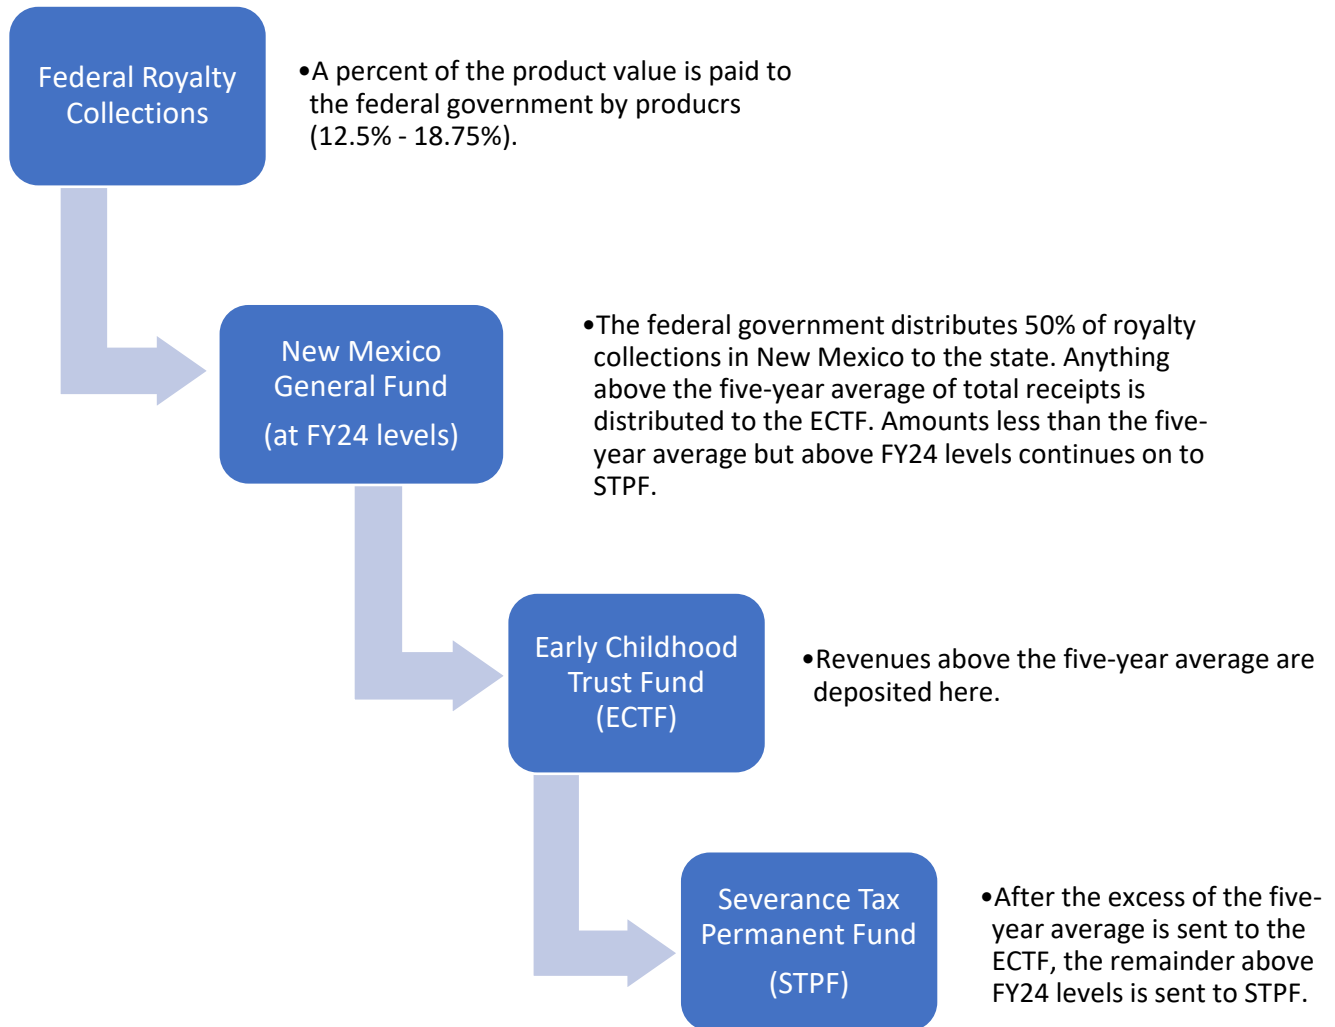 Federal Royalty
Collections
•A percent of the product value is paid to
the federal government by producrs
(12.5% - 18.75%).
New Mexico
General Fund
(at FY24 levels)
•The federal government distributes 50% of royalty
collections in New Mexico to the state. Anything
above the five-year average of total receipts is
distributed to the ECTF. Amounts less than the five-
year average but above FY24 levels continues on to
STPF.
Early Childhood
Trust Fund
(ECTF)
•Revenues above the five-year average are
deposited here.
Severance Tax
Permanent Fund
(STPF)
•After the excess of the five-
year average is sent to the
ECTF, the remainder above
FY24 levels is sent to STPF.